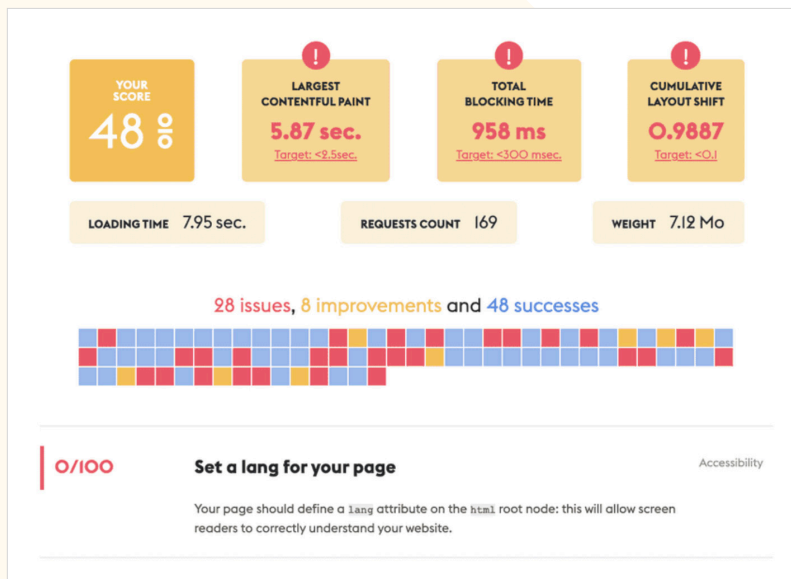 YOUR
SCORE
48 %
!
LARGEST
CONTENTFUL PAINT
5.87 sec.
Target: <2.5sec.
!
TOTAL
BLOCKING TIME
958 ms
Target: <300 msec.
!
CUMULATIVE
LAYOUT SHIFT
0.9887
Target: <0.1
LOADING TIME 7.95 sec.
REQUESTS COUNT 169
WEIGHT 7.12 Mo
28 issues, 8 improvements and 48 successes
0/100
Set a lang for your page
Accessibility
Your page should define a lang attribute on the html root node: this will allow screen
readers to correctly understand your website.